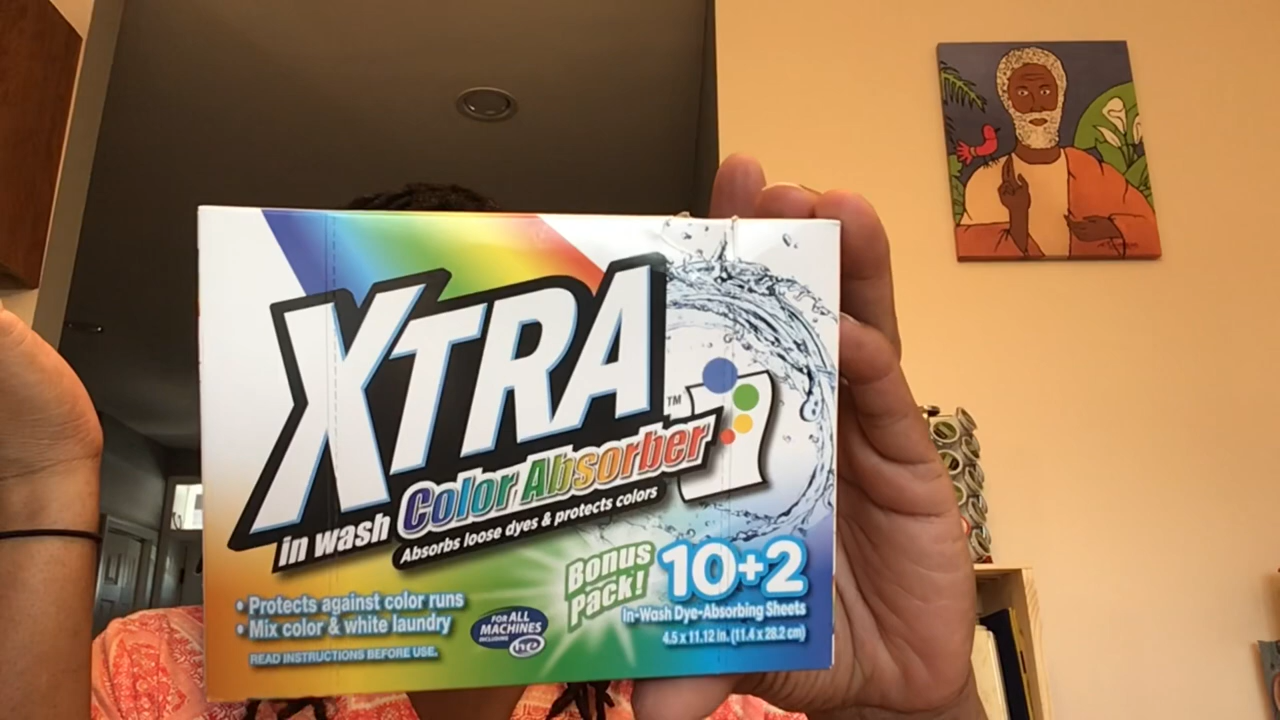 XTRA
TM
in wash Color Absorber
Absorbs loose dyes & protects colors
Bonus Pack!
10+2
In-Wash Dye-Absorbing Sheets
4.5 x 11.12 in. (11.4 x 28.2 cm)
• Protects against color runs
• Mix color & white laundry
READ INSTRUCTIONS BEFORE USE.
FOR ALL
MACHINES
INCLUDING
he